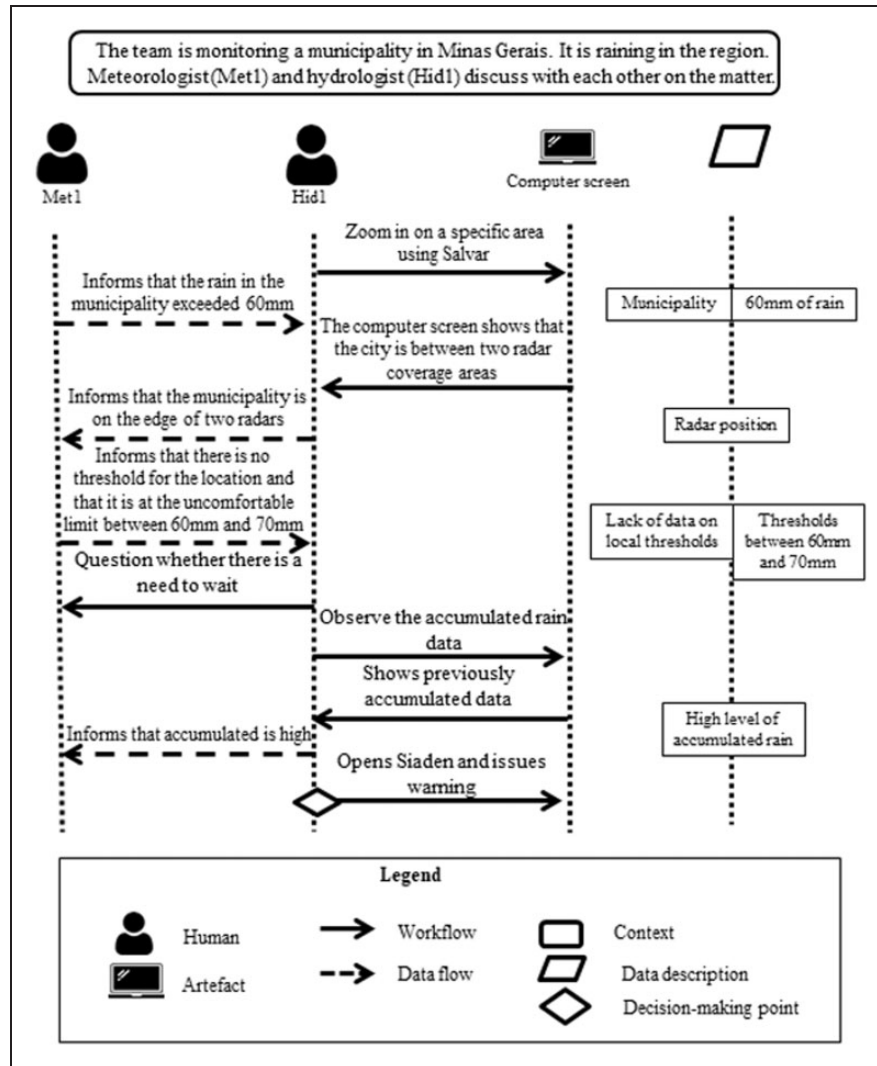 The team is monitoring a municipality in Minas Gerais. It is raining in the region.
Meteorologist (Met1) and hydrologist (Hid1) discuss with each other on the matter.
Met1
Hid1
Computer screen
Zoom in on a specific area
using Salvar
Informs that the rain in the
municipality exceeded 60mm
Municipality
60mm of rain
The computer screen shows that
the city is between two radar
coverage areas
Informs that the municipality is
on the edge of two radars
Radar position
Informs that there is no
threshold for the location and
that it is at the uncomfortable
limit between 60mm and 70mm
Lack of data on
local thresholds
Thresholds
between 60mm
and 70mm
Question whether there is a
need to wait
Observe the accumulated rain
data
Shows previously
accumulated data
Informs that accumulated is high
High level of
accumulated rain
Opens Siaden and issues
warning
Legend
Human
Workflow
Context
Artefact
Data flow
Data description
Decision-making point